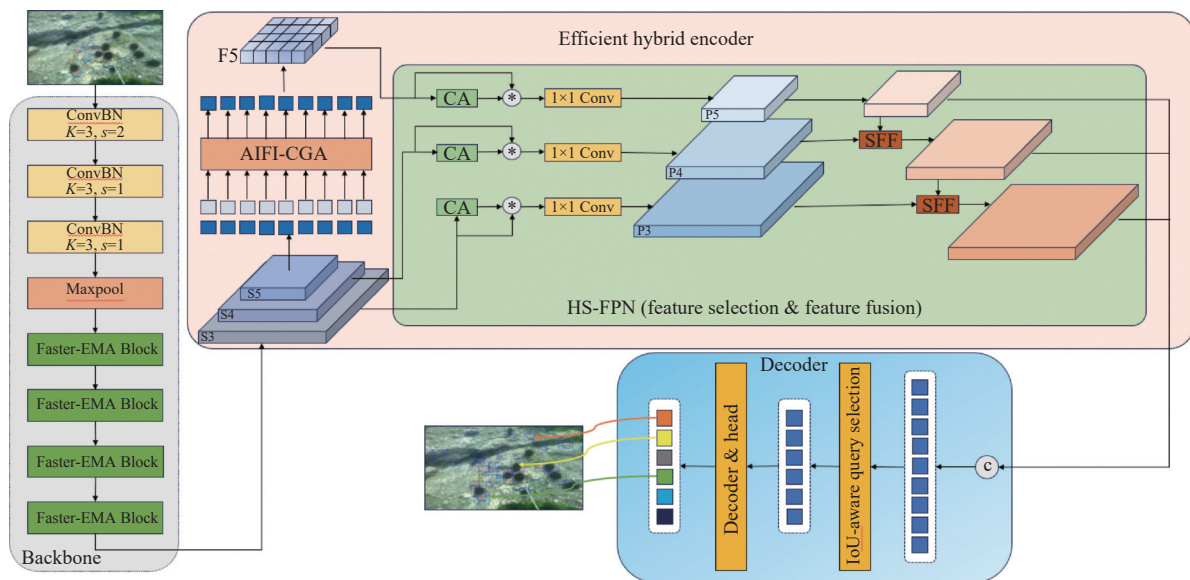 ConvBN
K=3, s=2
ConvBN
K=3, s=1
ConvBN
K=3, s=1
Maxpool
Faster-EMA Block
Faster-EMA Block
Faster-EMA Block
Faster-EMA Block
Backbone
Efficient hybrid encoder
F5
AIFI-CGA
S5
S4
S3
CA
*
1×1 Conv
P5
CA
*
1×1 Conv
P4
SFF
CA
*
1×1 Conv
P3
SFF
HS-FPN (feature selection & feature fusion)
Decoder
Decoder & head
IoU-aware query selection
c